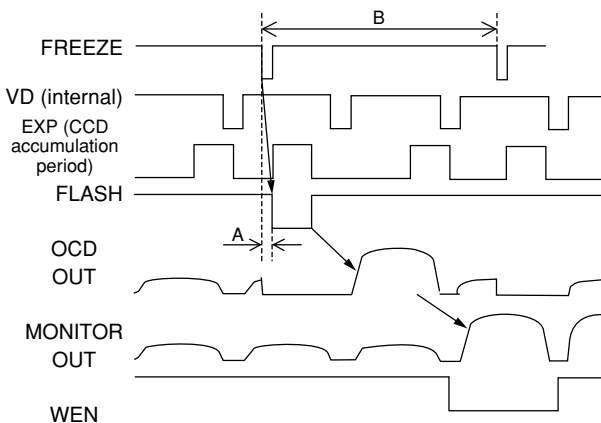 B
FREEZE
VD (internal)
EXP (CCD
accumulation
period)
FLASH
A
OCD
OUT
MONITOR
OUT
WEN